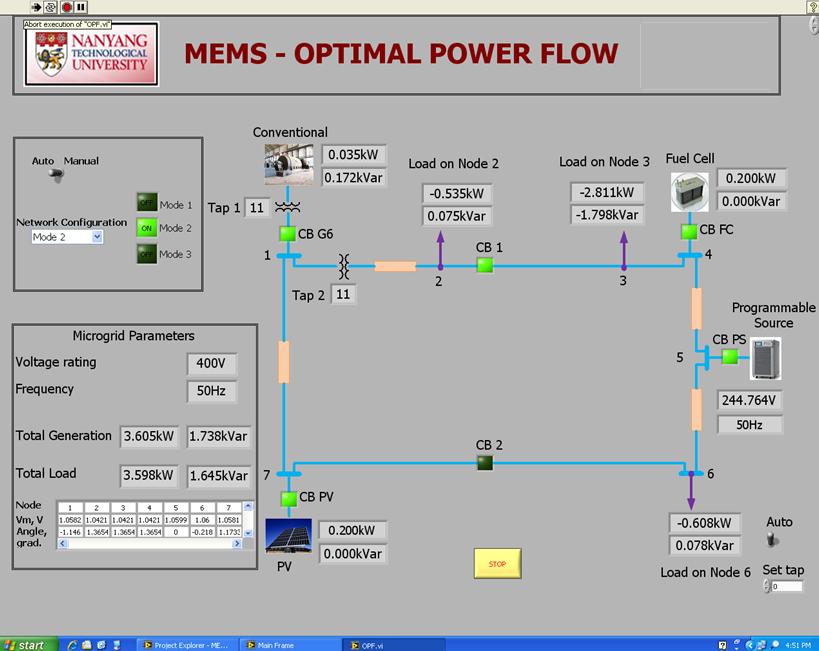 Abort execution of "OPF.vi"
NANYANG
TECHNOLOGICAL
UNIVERSITY
MEMS - OPTIMAL POWER FLOW
Auto Manual
Network Configuration
Mode 2
OFF Mode 1
ON Mode 2
OFF Mode 3
Conventional
0.035kW
0.172kVar
Tap 1 11
CB G6
1
Tap 2 11
Load on Node 2
-0.535kW
0.075kVar
2
CB 1
Load on Node 3
-2.811kW
-1.798kVar
3
Fuel Cell
0.200kW
0.000kVar
CB FC
4
Programmable
Source
CB PS
5
244.764V
50Hz
Microgrid Parameters
Voltage rating 400V
Frequency 50Hz
Total Generation 3.605kW 1.738kVar
Total Load 3.598kW 1.645kVar
Node 1 2 3 4 5 6 7
Vm, V 1.0582 1.0421 1.0421 1.0421 1.0599 1.06 1.0581
Angle, grad. -1.146 1.3654 1.3654 1.3654 0 -0.218 1.173
7
CB 2
6
CB PV
0.200kW
0.000kVar
PV
STOP
-0.608kW
0.078kVar
Load on Node 6
Auto
Set tap
0
start
Project Explorer - ME...
Main Frame
OPF.vi
4:51 PM